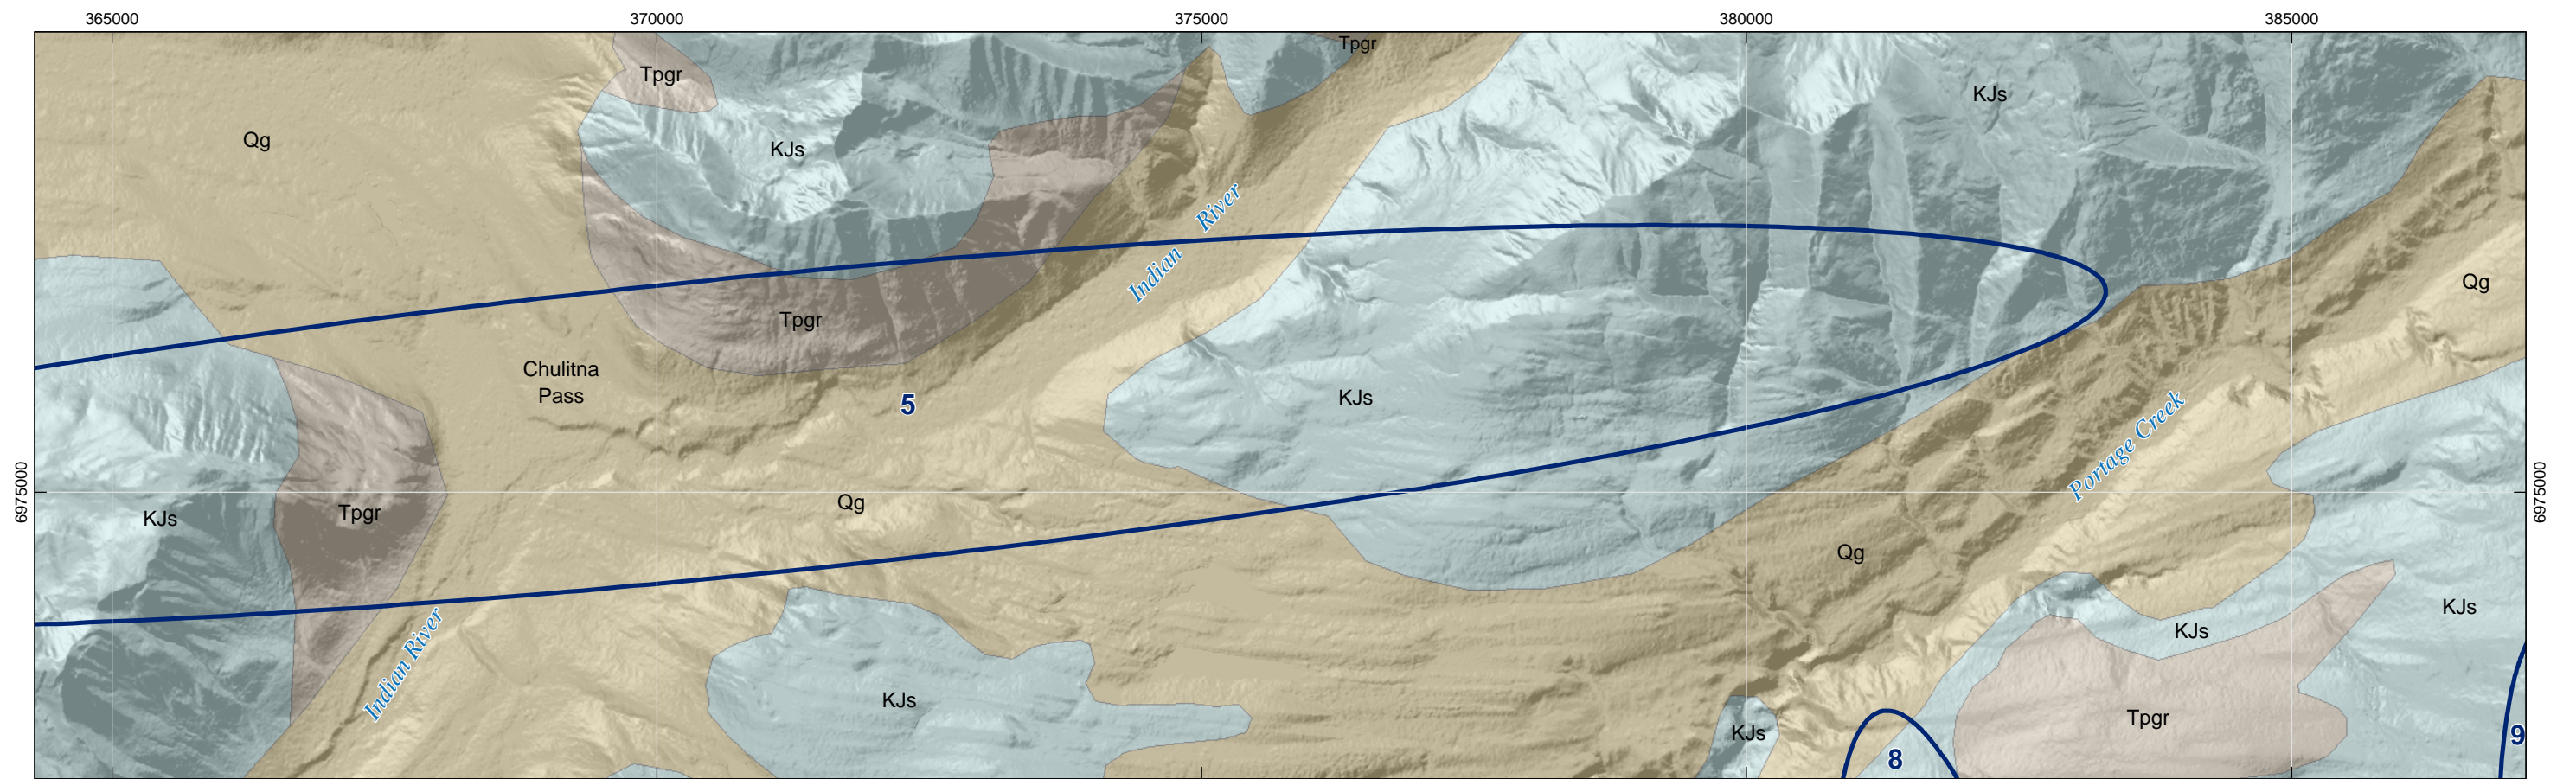 365000 370000 375000 380000 385000
Tpgr
Tpgr
KJs
Qg
KJs
Indian River
Qg
Tpgr
Chulitna
Pass
5
KJs
Portage Creek
6975000
6975000
Qg
KJs
Tpgr
Qg
KJs
KJs
Indian River
KJs
Tpgr
KJs
9
8